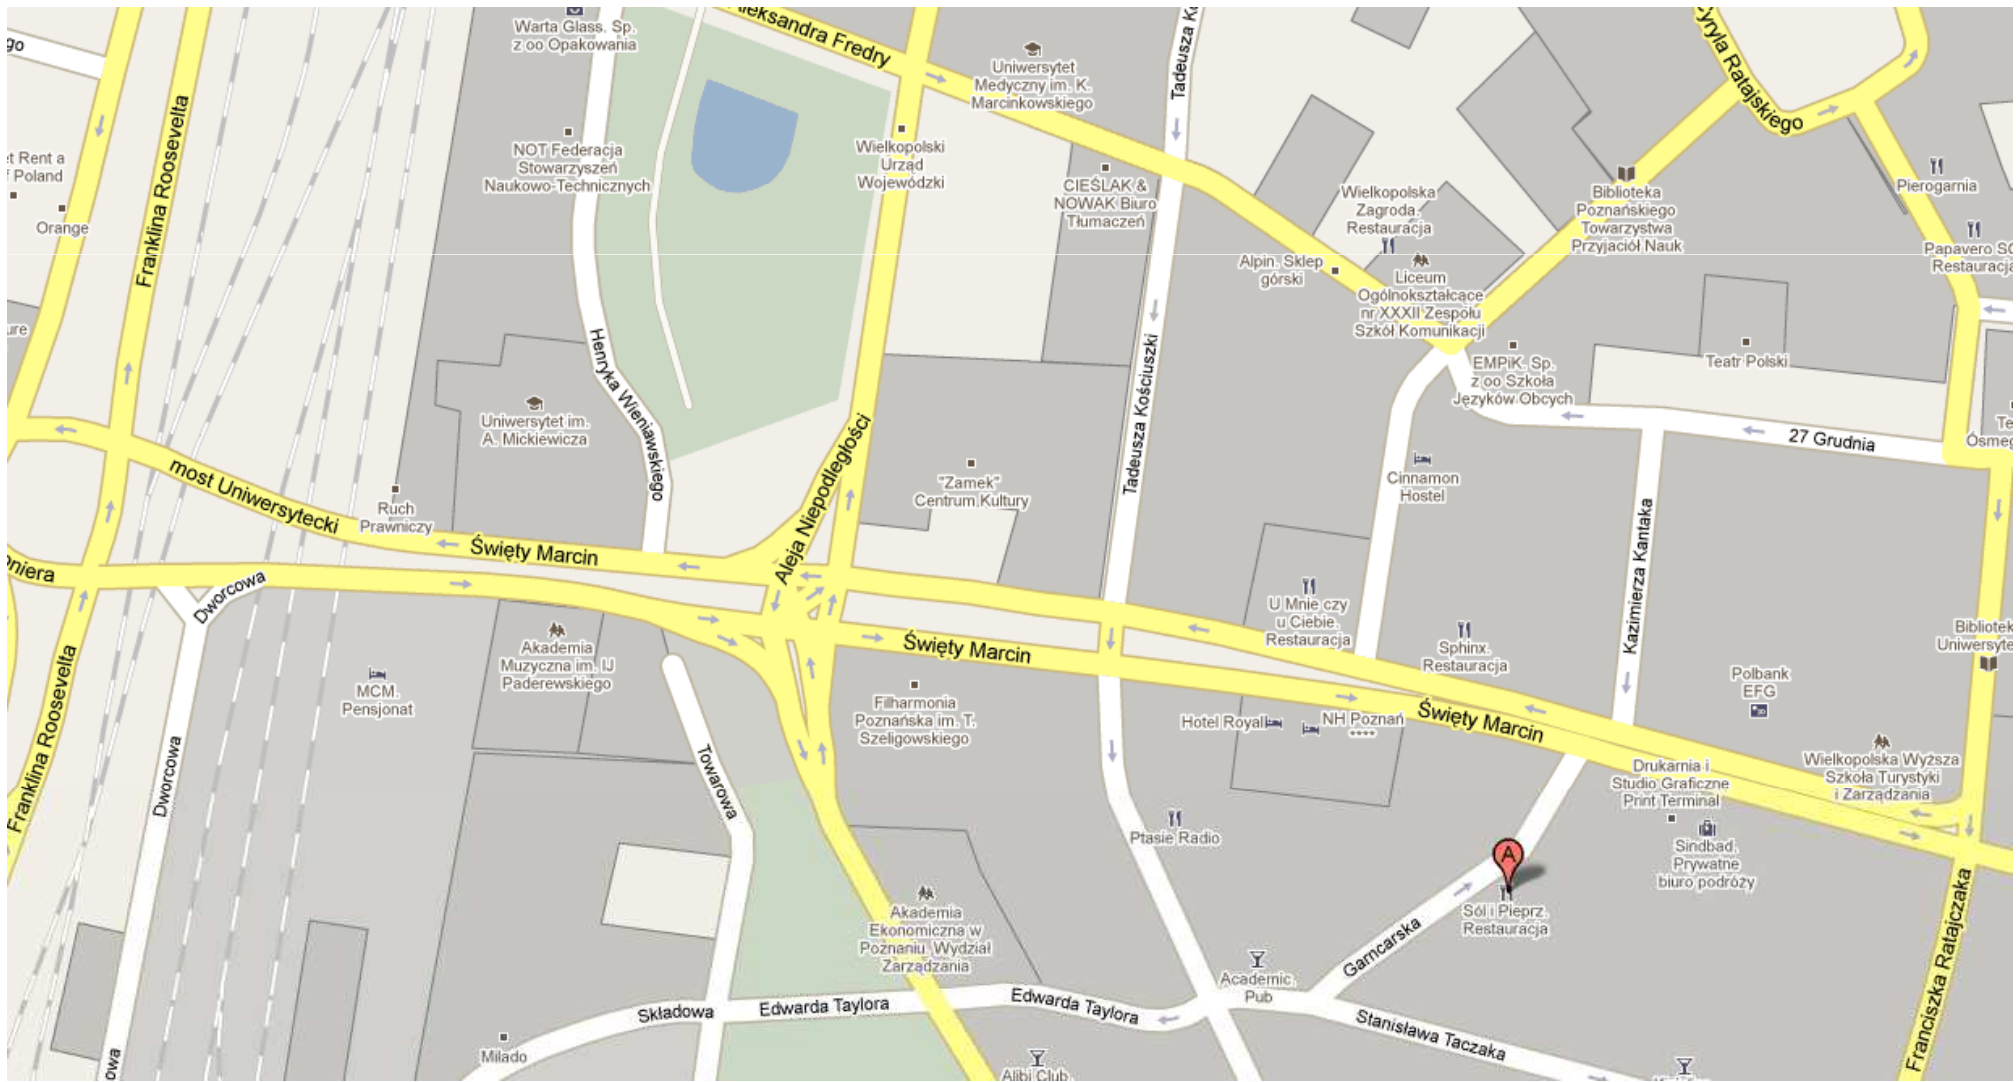 Warta Glass. Sp.
z oo Opakowania
Aleksandra Fredry
Uniwersytet
Medyczny im. K.
Marcinkowskiego
Tadeusza
Cyryla Ratajskiego
Franklina Roosevelta
NOT Federacja
Stowarzyszeń
Naukowo-Technicznych
Wielkopolski
Urząd
Wojewódzki
CIEŚLAK &
NOWAK Biuro
Tłumaczeń
Wielkopolska
Zagroda.
Restauracja
Biblioteka
Poznańskiego
Towarzystwa
Przyjaciół Nauk
Pierogarnia
Papavero
Restauracja
t Rent a
f Poland
Orange
Alpin. Sklep
górski
Liceum
Ogólnokształcące
nr XXXII Zespołu
Szkół Komunikacji
EMPiK. Sp.
z oo Szkoła
Języków Obcych
Teatr Polski
Henryka Wieniawskiego
Uniwersytet im.
A. Mickiewicza
Aleja Niepodległości
"Zamek"
Centrum Kultury
Tadeusza Kościuszki
Cinnamon
Hostel
27 Grudnia
Kazimierza Kantaka
most Uniwersytecki
Ruch
Prawniczy
Święty Marcin
Dworcowa
U Mnie czy
u Ciebie.
Restauracja
Sphinx.
Restauracja
Akademia
Muzyczna im. IJ
Paderewskiego
MCM.
Pensjonat
Święty Marcin
Filharmonia
Poznańska im. T.
Szeligowskiego
Polbank
EFG
Hotel Royal
NH Poznań
****
Święty Marcin
Franklina Roosevelta
Dworcowa
Towarowa
Drukarnia i
Studio Graficzne
Print Terminal
Wielkopolska Wyższa
Szkoła Turystyki
i Zarządzania
Ptasie Radio
A
Sindbad.
Prywatne
biuro podróży
Sól i Pieprz.
Restauracja
Akademia
Ekonomiczna w
Poznaniu. Wydział
Zarządzania
Garncarska
Academic.
Pub
Franciszka Ratajczaka
Składowa
Edwarda Taylora
Edwarda Taylora
Stanisława Taczaka
Milado
Alibi Club.